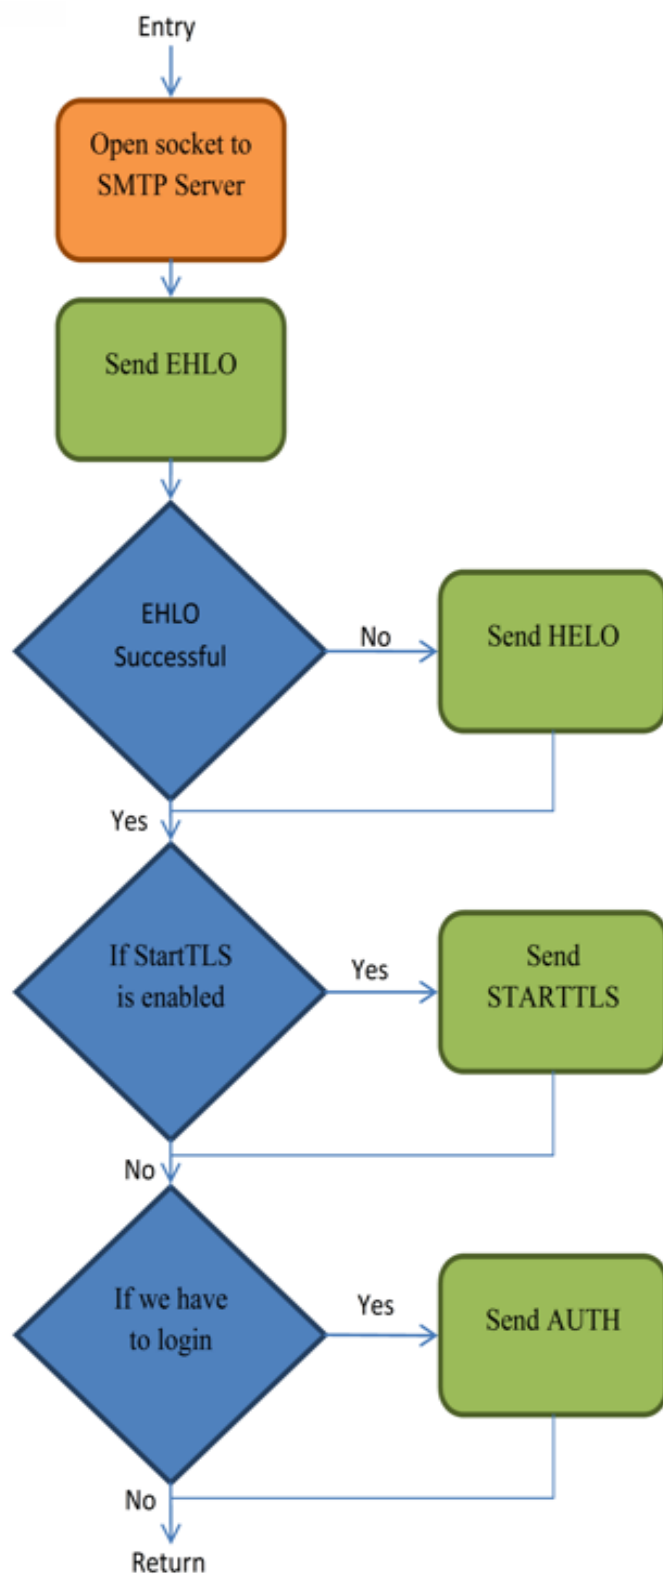 Entry
Open socket to
SMTP Server
Send EHLO
EHLO
Successful
No
Send HELO
Yes
If StartTLS
is enabled
Yes
Send
STARTTLS
No
If we have
to login
Yes
Send AUTH
No
Return